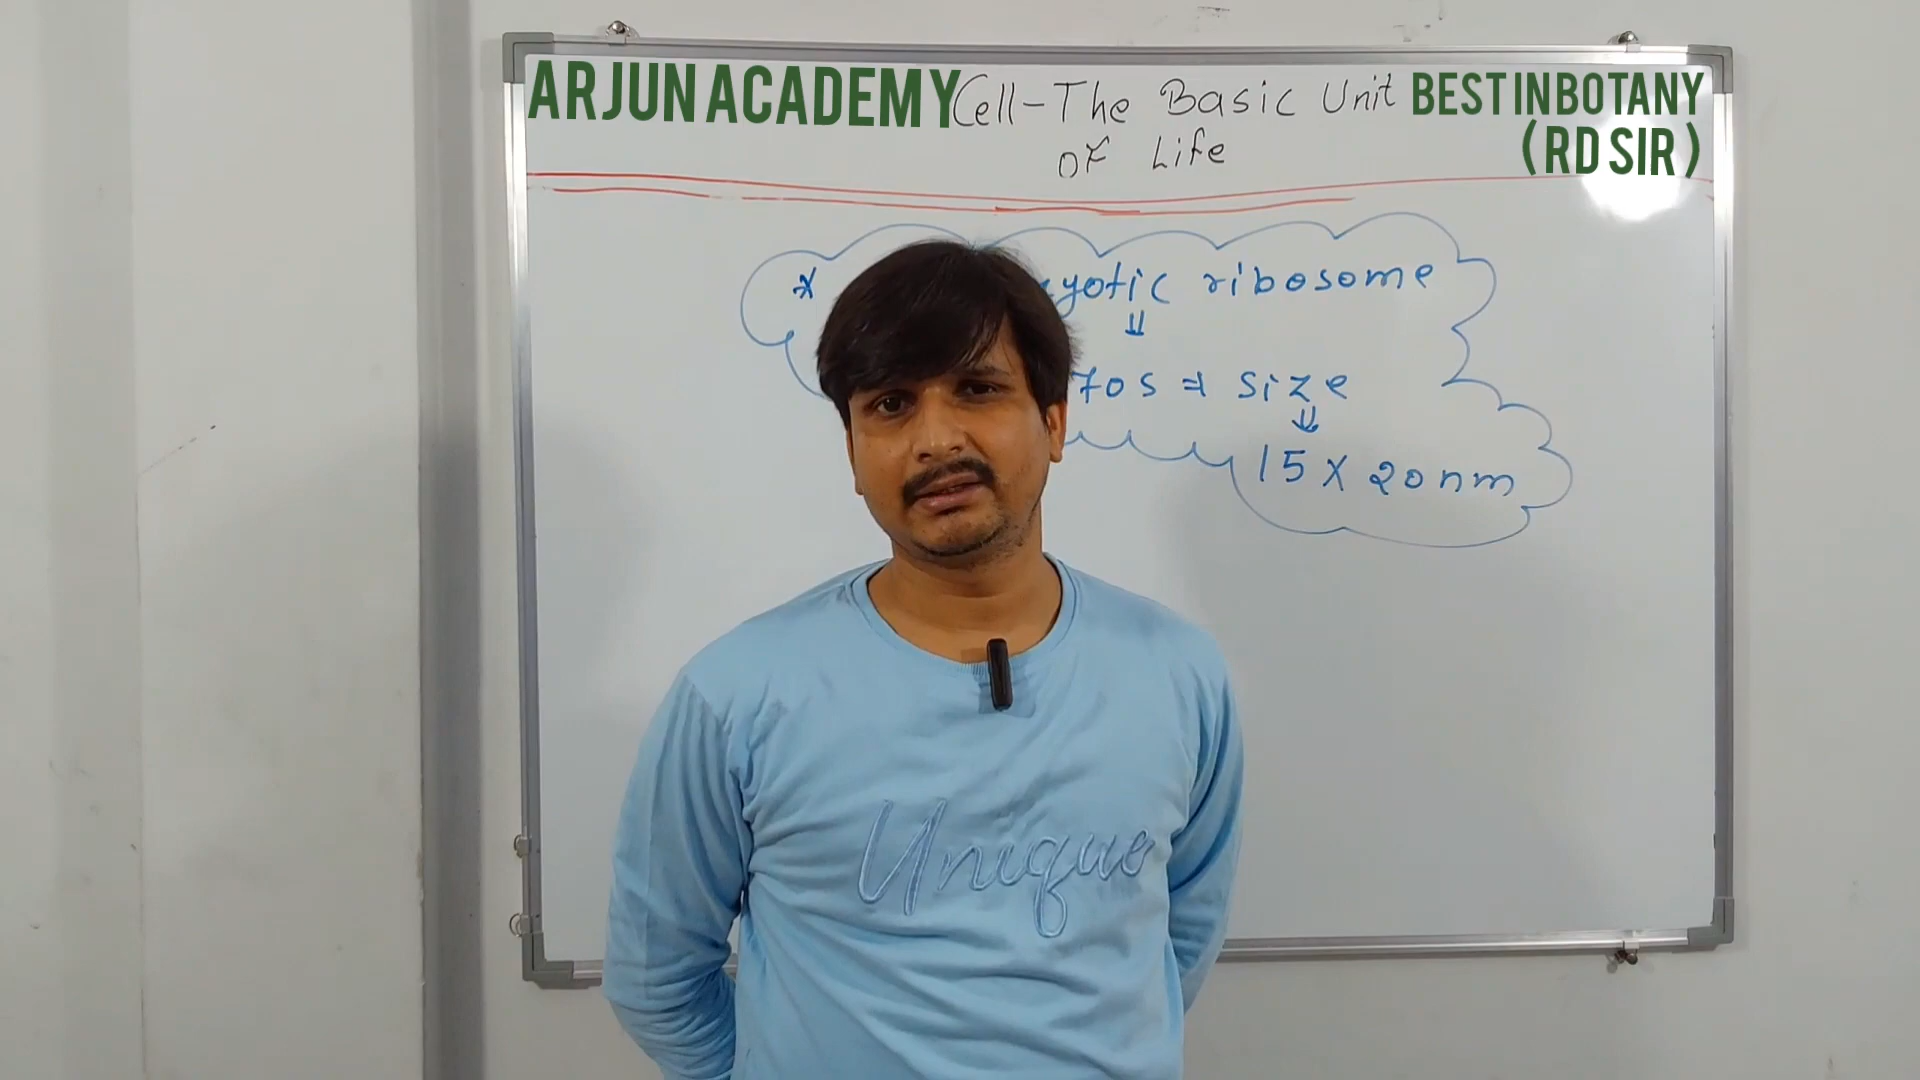 ARJUN ACADEMY
Cell-The Basic Unit
of Life
BEST IN BOTANY
(RD SIR)
* yotic ribosome
⇓
70s ⇒ size
⇓
15 X 20nm
Unique